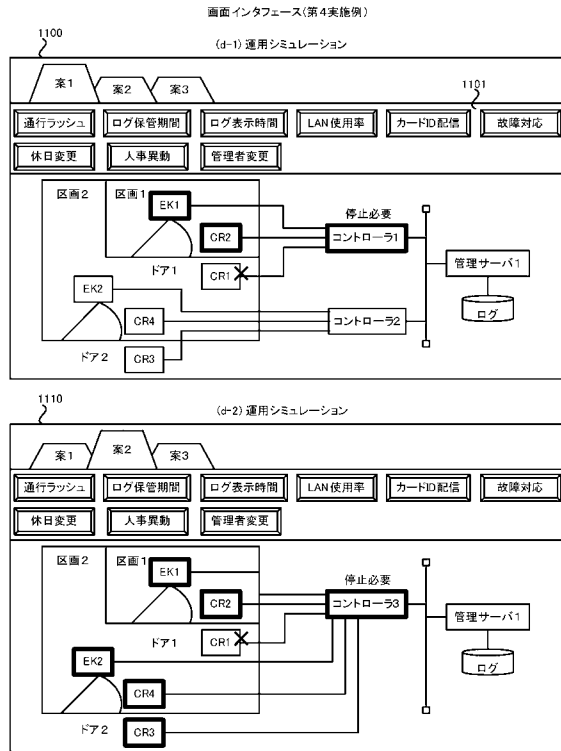 画面インタフェース(第4実施例)
1100
(d-1) 運用シミュレーション
案1 案2 案3
1101
通行ラッシュ ログ保管期間 ログ表示時間 LAN使用率 カードID配信 故障対応
休日変更 人事異動 管理者変更
区画2 区画1
EK1
停止必要
CR2 コントローラ1
ドア1
管理サーバ1
CR1
EK2
ログ
CR4 コントローラ2
ドア2 CR3
1110
(d-2) 運用シミュレーション
案1 案2 案3
通行ラッシュ ログ保管期間 ログ表示時間 LAN使用率 カードID配信 故障対応
休日変更 人事異動 管理者変更
区画2 区画1
EK1
停止必要
CR2 コントローラ3
管理サーバ1
ドア1 CR1
EK2
ログ
CR4
ドア2 CR3